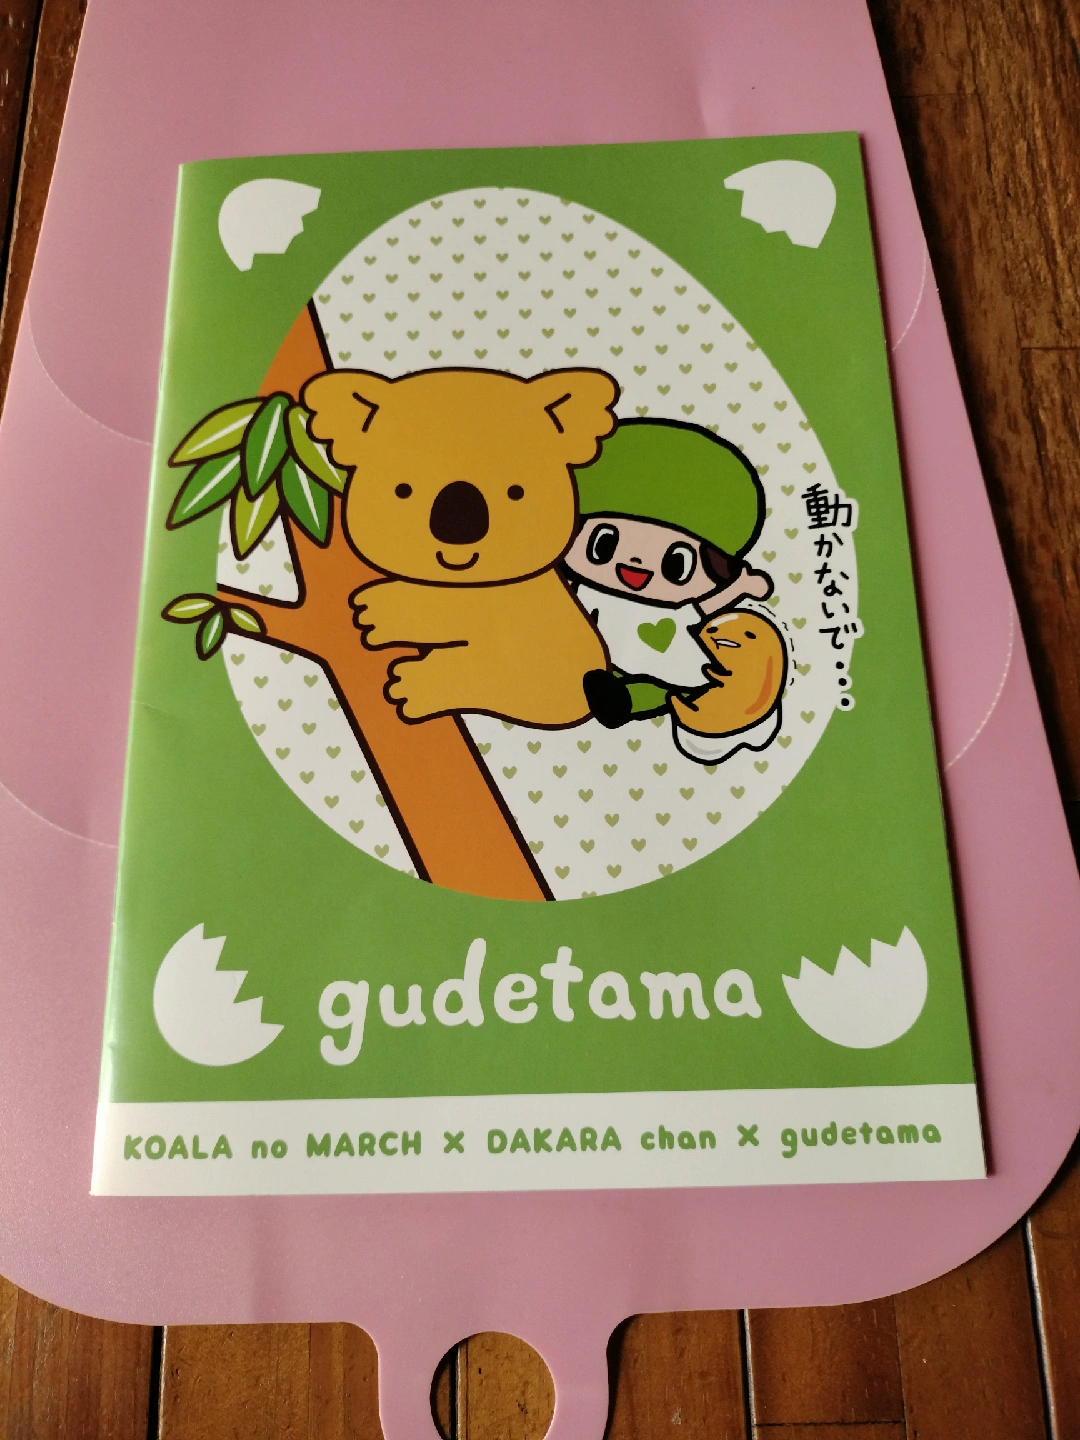 動かないで・・・
gudetama
KOALA no MARCH × DAKARA chan × gudetama